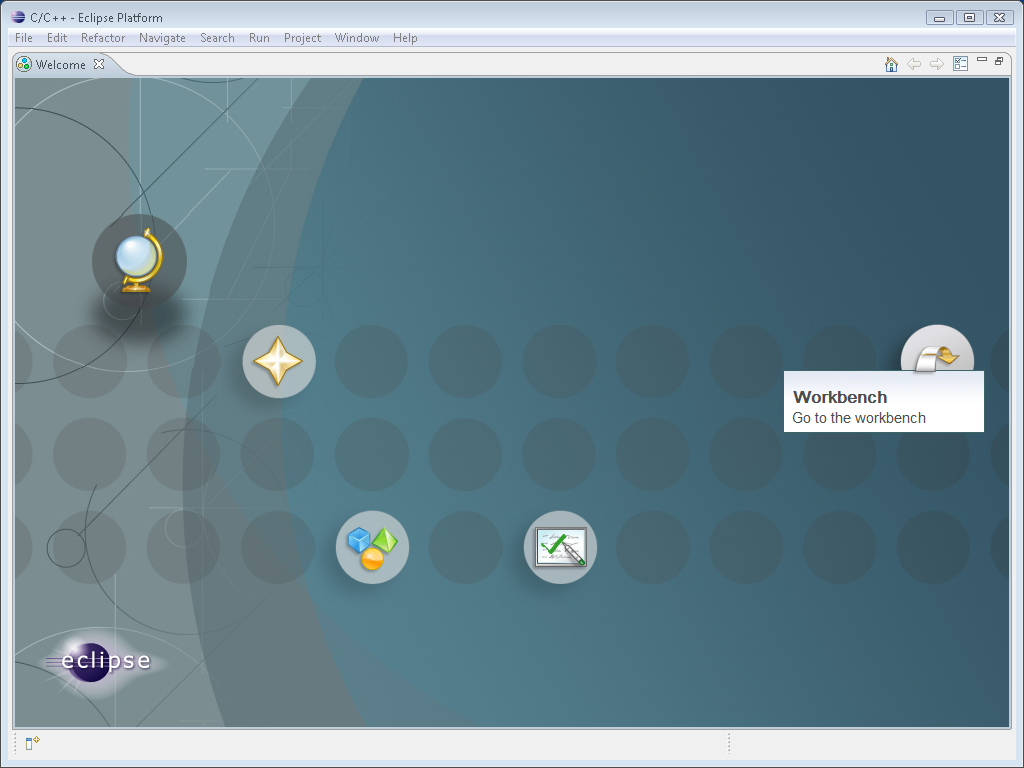 C/C++ - Eclipse Platform
File Edit Refactor Navigate Search Run Project Window Help
Welcome
Workbench
Go to the workbench
eclipse